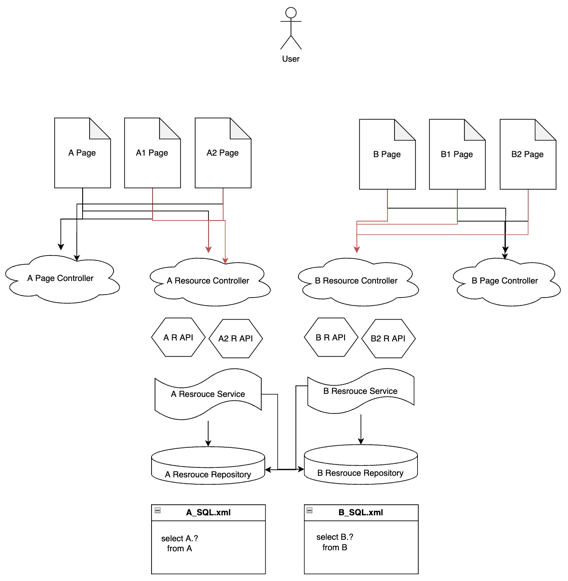 User
A Page
A1 Page
A2 Page
B Page
B1 Page
B2 Page
A Page Controller
A Resource Controller
B Resource Controller
B Page Controller
A R API
A2 R API
B R API
B2 R API
A Resrouce Service
B Resrouce Service
A Resrouce Repository
B Resrouce Repository
A_SQL.xml
select A.?
from A
B_SQL.xml
select B.?
from B